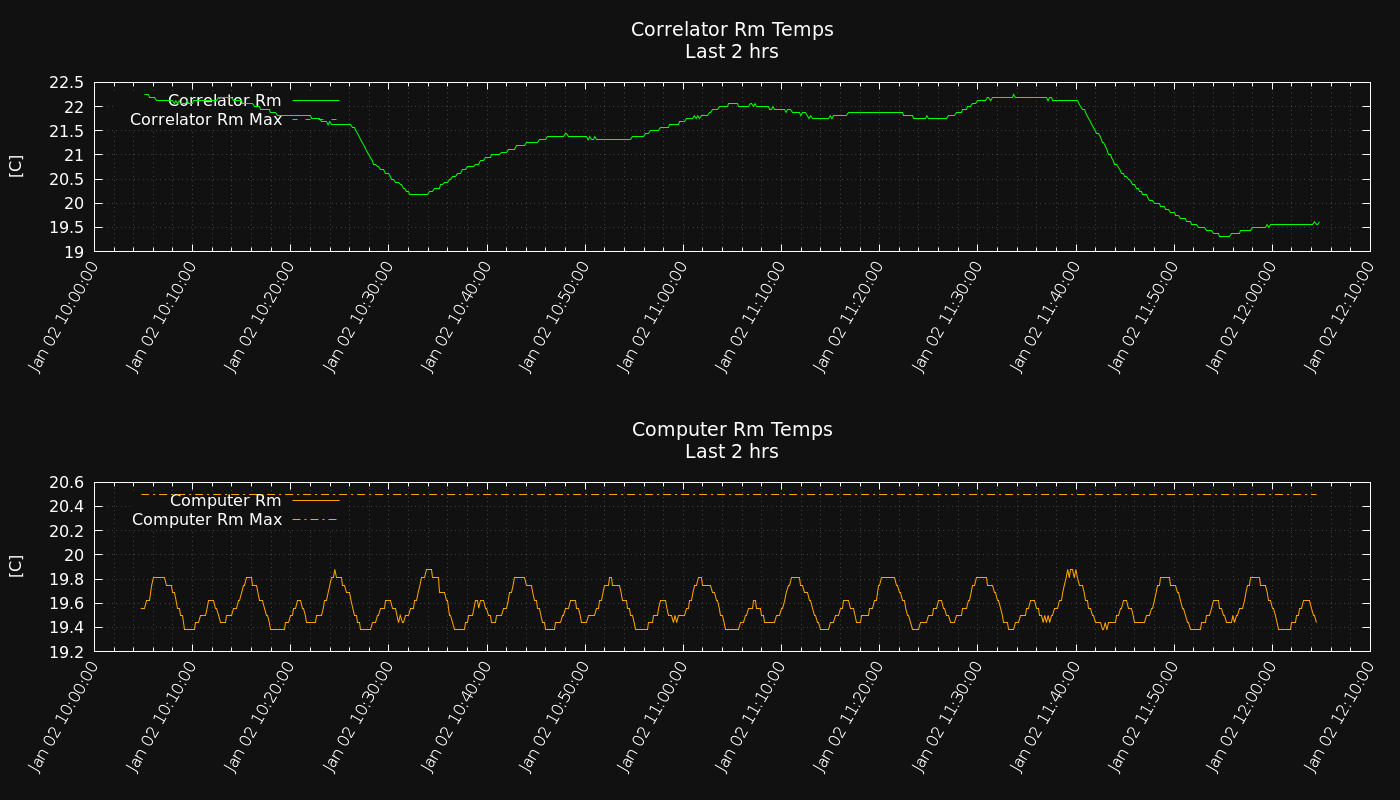 Correlator Rm Temps
Last 2 hrs
22.5
22
21.5
21
20.5
20
19.5
19
[C]
Correlator Rm
Correlator Rm Max
Jan 02 10:00:00
Jan 02 10:10:00
Jan 02 10:20:00
Jan 02 10:30:00
Jan 02 10:40:00
Jan 02 10:50:00
Jan 02 11:00:00
Jan 02 11:10:00
Jan 02 11:20:00
Jan 02 11:30:00
Jan 02 11:40:00
Jan 02 11:50:00
Jan 02 12:00:00
Jan 02 12:10:00
Computer Rm Temps
Last 2 hrs
20.6
20.4
20.2
20
19.8
19.6
19.4
19.2
[C]
Computer Rm
Computer Rm Max
Jan 02 10:00:00
Jan 02 10:10:00
Jan 02 10:20:00
Jan 02 10:30:00
Jan 02 10:40:00
Jan 02 10:50:00
Jan 02 11:00:00
Jan 02 11:10:00
Jan 02 11:20:00
Jan 02 11:30:00
Jan 02 11:40:00
Jan 02 11:50:00
Jan 02 12:00:00
Jan 02 12:10:00